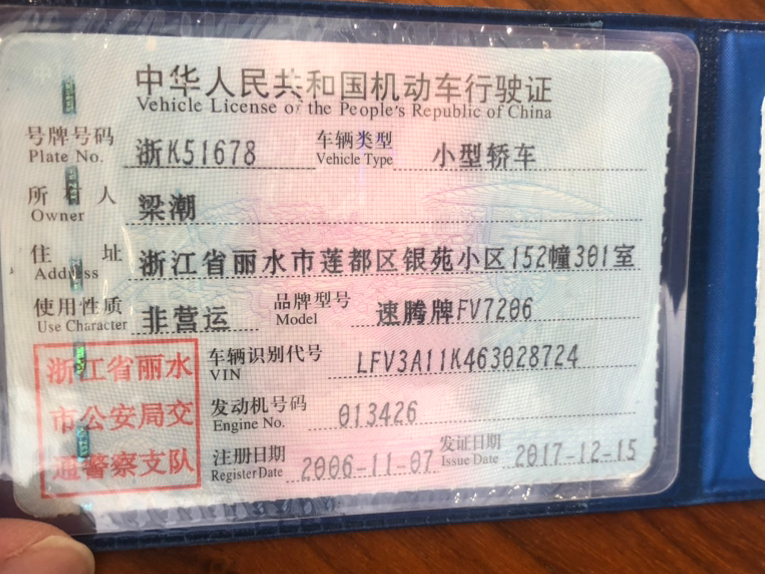 中华人民共和国机动车行驶证
Vehicle License of the People's Republic of China
号牌号码 浙K51678 车辆类型 小型轿车
Plate No. Vehicle Type
所有人 梁潮
Owner
住址 浙江省丽水市莲都区银苑小区152幢301室
Address
使用性质 非营运 品牌型号 速腾牌FV7206
Use Character Model
浙江省丽水
市公安局交
通警察支队
车辆识别代号 LFV3A11K463028724
VIN
发动机号码 013426
Engine No.
注册日期 2006-11-07 发证日期 2017-12-15
Register Date Issue Date